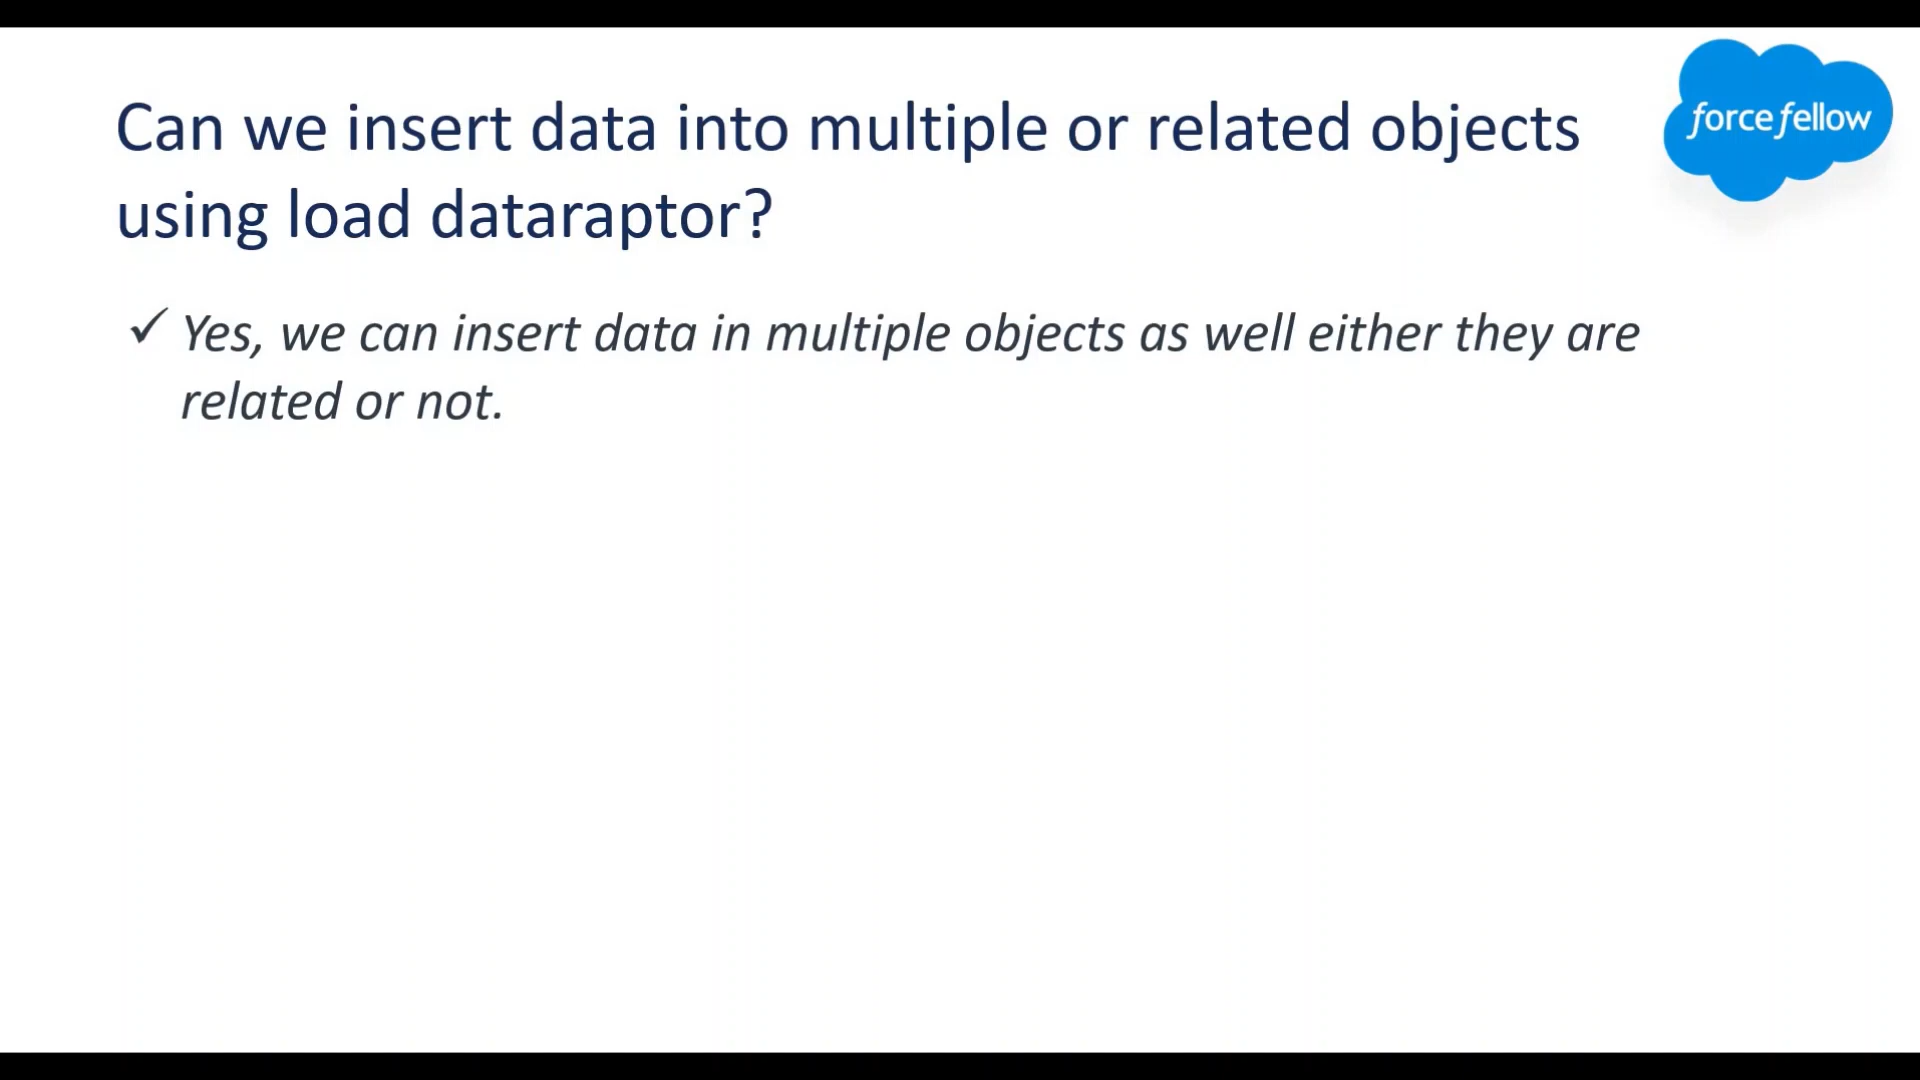 Can we insert data into multiple or related objects
using load dataraptor?
force fellow
✓ Yes, we can insert data in multiple objects as well either they are
related or not.